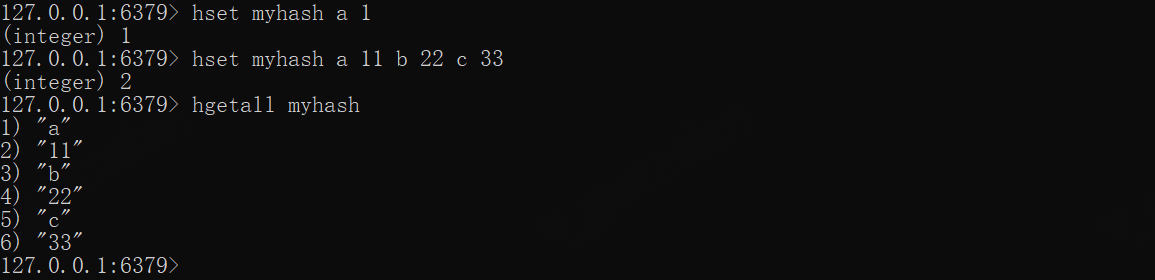 127.0.0.1:6379> hset myhash a 1
(integer) 1
127.0.0.1:6379> hset myhash a 11 b 22 c 33
(integer) 2
127.0.0.1:6379> hgetall myhash
1) "a"
2) "11"
3) "b"
4) "22"
5) "c"
6) "33"
127.0.0.1:6379>